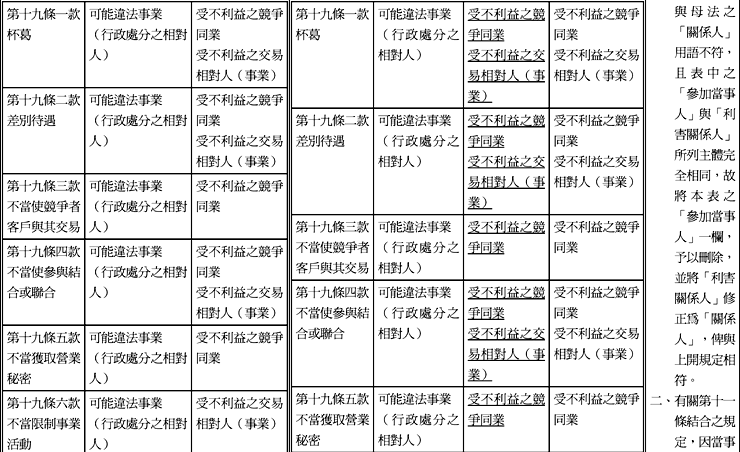 第十九條一款
杯葛
可能違法事業
（行政處分之相對
人）
受不利益之競爭
同業
受不利益之交易
相對人（事業）
第十九條二款
差別待遇
可能違法事業
（行政處分之相對
人）
受不利益之競爭
同業
受不利益之交易
相對人（事業）
第十九條三款
不當使競爭者
客戶與其交易
可能違法事業
（行政處分之相對
人）
受不利益之競爭
同業
第十九條四款
不當使參與結
合或聯合
可能違法事業
（行政處分之相對
人）
受不利益之競爭
同業
受不利益之交易
相對人（事業）
第十九條五款
不當獲取營業
秘密
可能違法事業
（行政處分之相對
人）
受不利益之競爭
同業
第十九條六款
不當限制事業
活動
可能違法事業
（行政處分之相對
人）
受不利益之交易
相對人（事業）
第十九條一款
杯葛
可能違法事業
（行政處分之
相對人）
受不利益之競
爭同業
受不利益之交
易相對人（事
業）
受不利益之競爭
同業
受不利益之交易
相對人（事業）
第十九條二款
差別待遇
可能違法事業
（行政處分之
相對人）
受不利益之競
爭同業
受不利益之交
易相對人（事
業）
受不利益之競爭
同業
受不利益之交易
相對人（事業）
第十九條三款
不當使競爭者
客戶與其交易
可能違法事業
（行政處分之
相對人）
受不利益之競
爭同業
受不利益之競爭
同業
第十九條四款
不當使參與結
合或聯合
可能違法事業
（行政處分之
相對人）
受不利益之競
爭同業
受不利益之交
易相對人（事
業）
受不利益之競爭
同業
受不利益之交易
相對人（事業）
第十九條五款
不當獲取營業
秘密
可能違法事業
（行政處分之
相對人）
受不利益之競
爭同業
受不利益之競爭
同業
與母法之
「關係人」
用語不符，
且表中之
「參加當事
人」與「利
害關係人」
所列主體完
全相同，故
將本表之
「參加當事
人」一欄，
予以刪除，
並將「利害
關係人」修
正為「關係
人」，俾與
上開規定相
符。
二、有關第十一
條結合之規
定，因當事